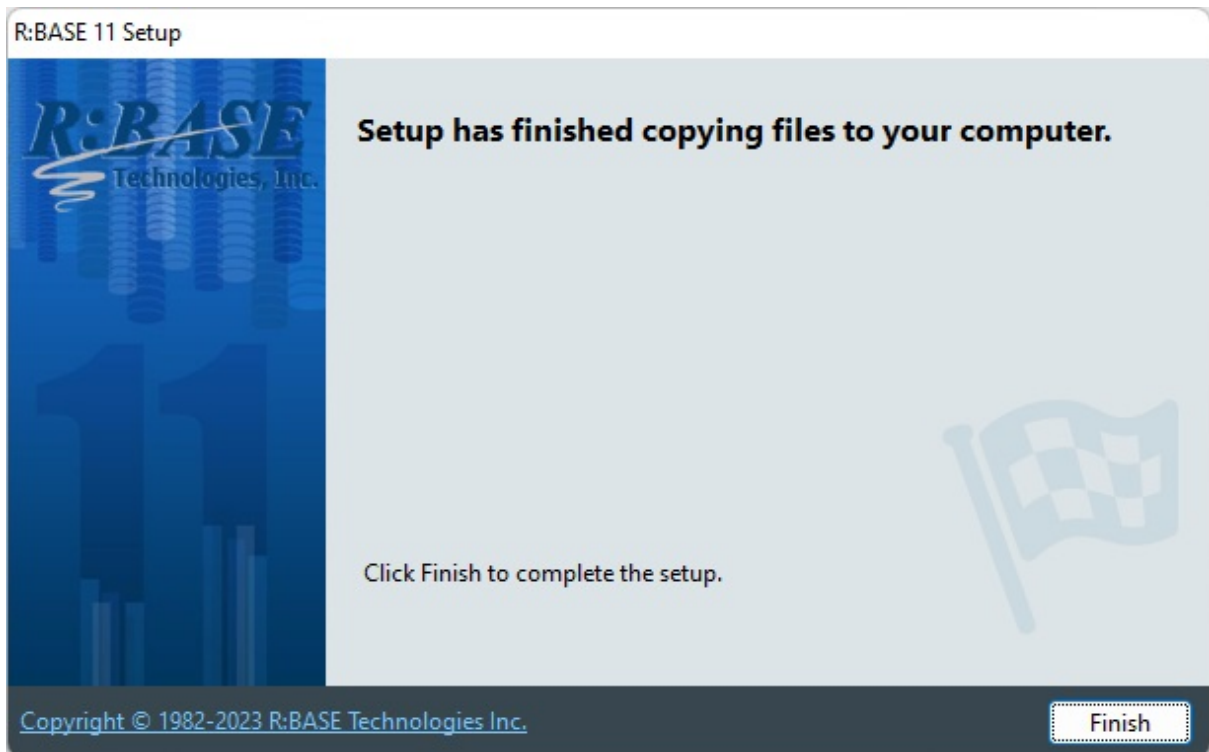 R:BASE 11 Setup
R:BASE
Technologies, Inc.
11
Setup has finished copying files to your computer.
Click Finish to complete the setup.
Copyright © 1982-2023 R:BASE Technologies Inc.
Finish